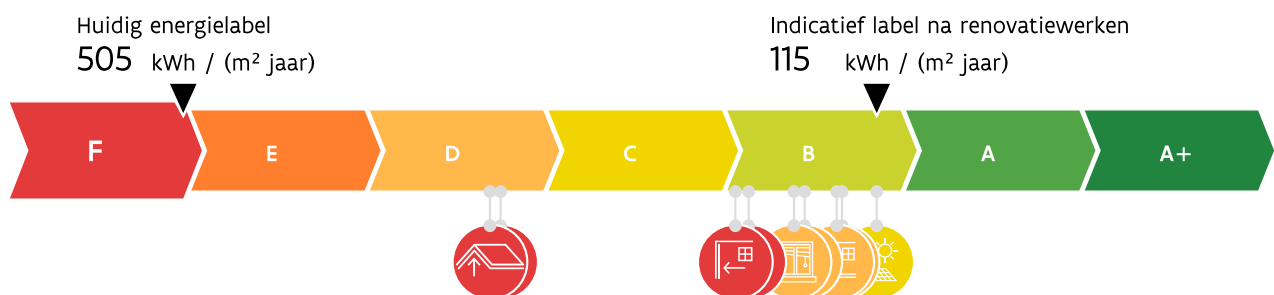 Huidig energielabel
505 kWh / (m² jaar)
Indicatief label na renovatiewerken
115 kWh / (m² jaar)
F E D C B A A+